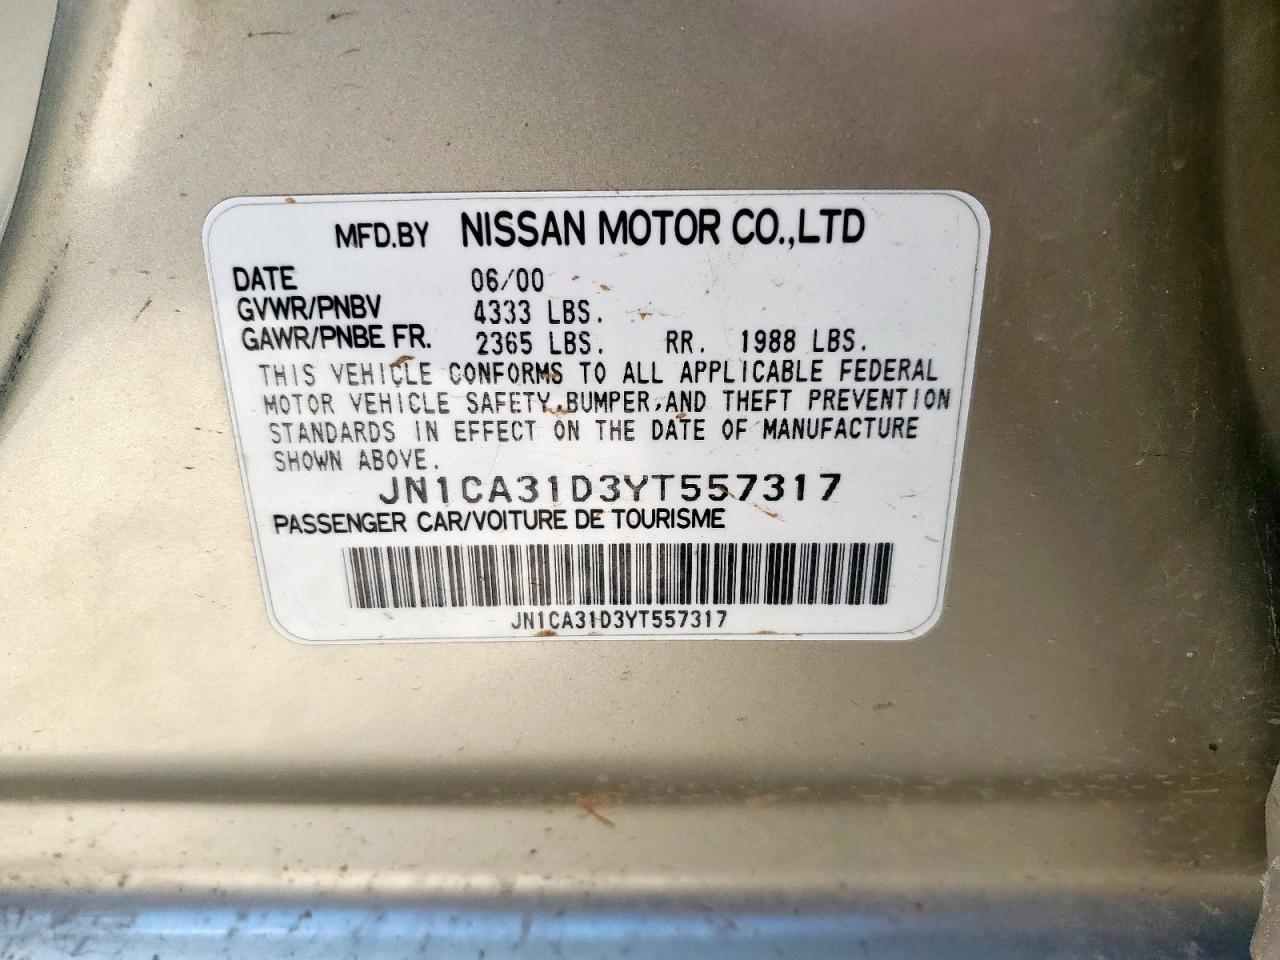 MFD.BY NISSAN MOTOR CO.,LTD
DATE 06/00
GVWR/PNBV 4333 LBS.
GAWR/PNBE FR. 2365 LBS. RR. 1988 LBS.
THIS VEHICLE CONFORMS TO ALL APPLICABLE FEDERAL
MOTOR VEHICLE SAFETY,BUMPER,AND THEFT PREVENTION
STANDARDS IN EFFECT ON THE DATE OF MANUFACTURE
SHOWN ABOVE.
JN1CA31D3YT557317
PASSENGER CAR/VOITURE DE TOURISME
JN1CA31D3YT557317